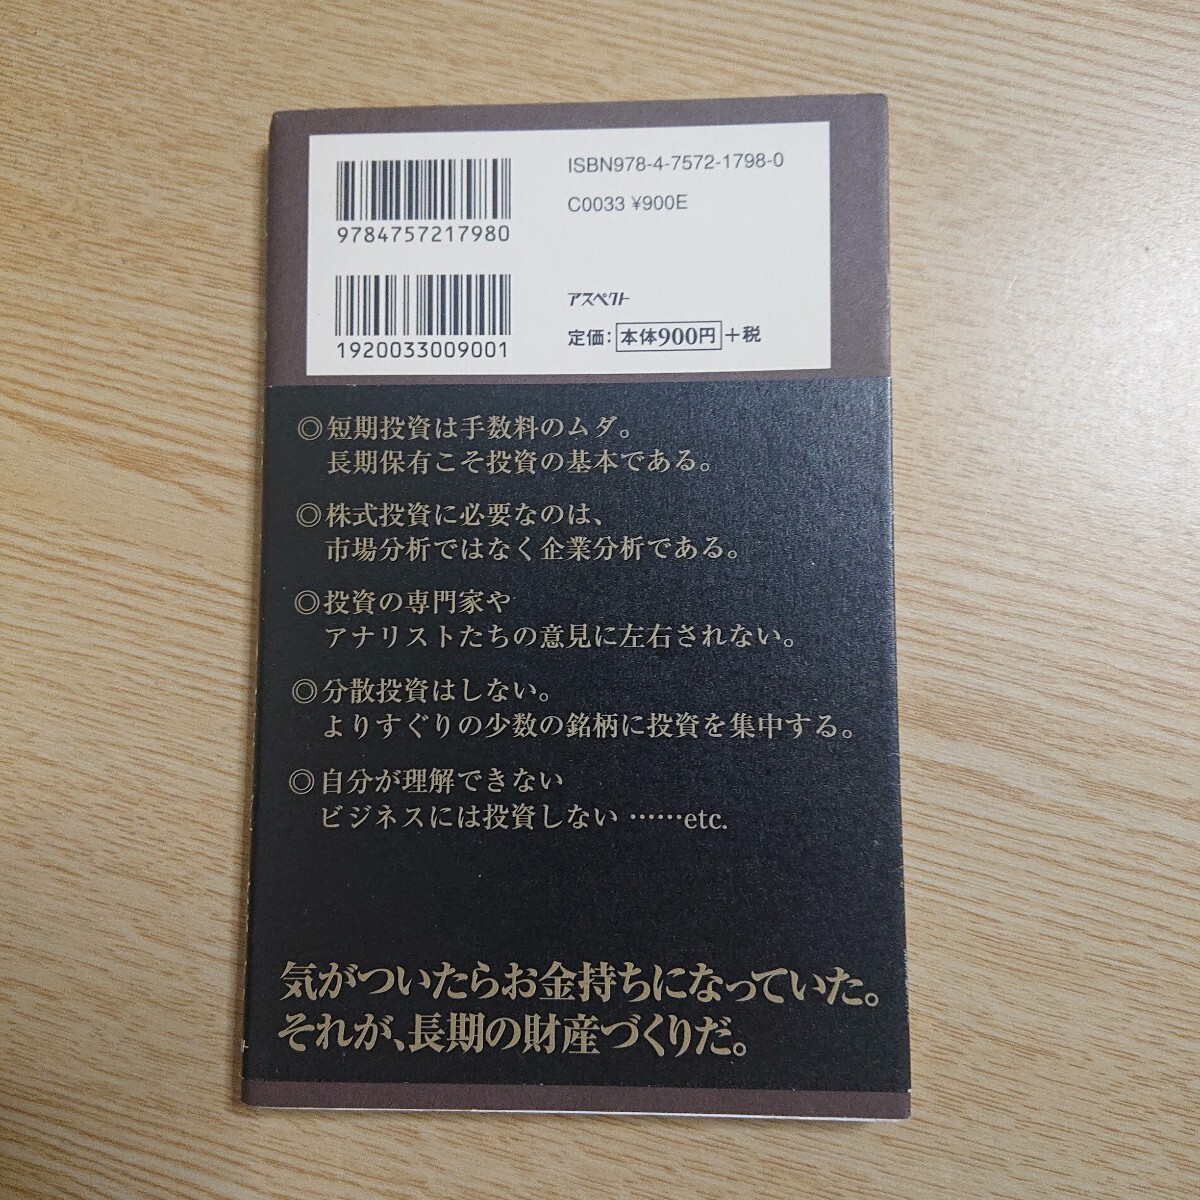 ISBN978-4-7572-1798-0
C0033 ¥900E
9784757217980
1920033009001
アスペクト
定価：本体900円+税
◎短期投資は手数料のムダ。
長期保有こそ投資の基本である。
◎株式投資に必要なのは、
市場分析ではなく企業分析である。
◎投資の専門家や
アナリストたちの意見に左右されない。
◎分散投資はしない。
よりすぐりの少数の銘柄に投資を集中する。
◎自分が理解できない
ビジネスには投資しない ……etc.
気がついたらお金持ちになっていた。
それが、長期の財産づくりだ。